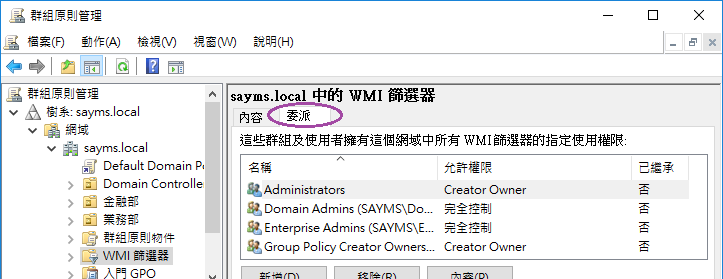 群組原則管理
檔案(F) 動作(A) 檢視(V) 視窗(W) 說明(H)
群組原則管理
樹系: sayms.local
網域
sayms.local
Default Domain Po
Domain Controller
金融部
業務部
群組原則物件
WMI 篩選器
入門 GPO
sayms.local 中的 WMI 篩選器
內容 委派
這些群組及使用者擁有這個網域中所有 WMI篩選器的指定使用權限:
名稱 允許權限 已繼承
Administrators Creator Owner 否
Domain Admins (SAYMS\Do... 完全控制 否
Enterprise Admins (SAYMS\E... 完全控制 否
Group Policy Creator Owners... Creator Owner 否
新增(D)... 移除(R) 內容(P)